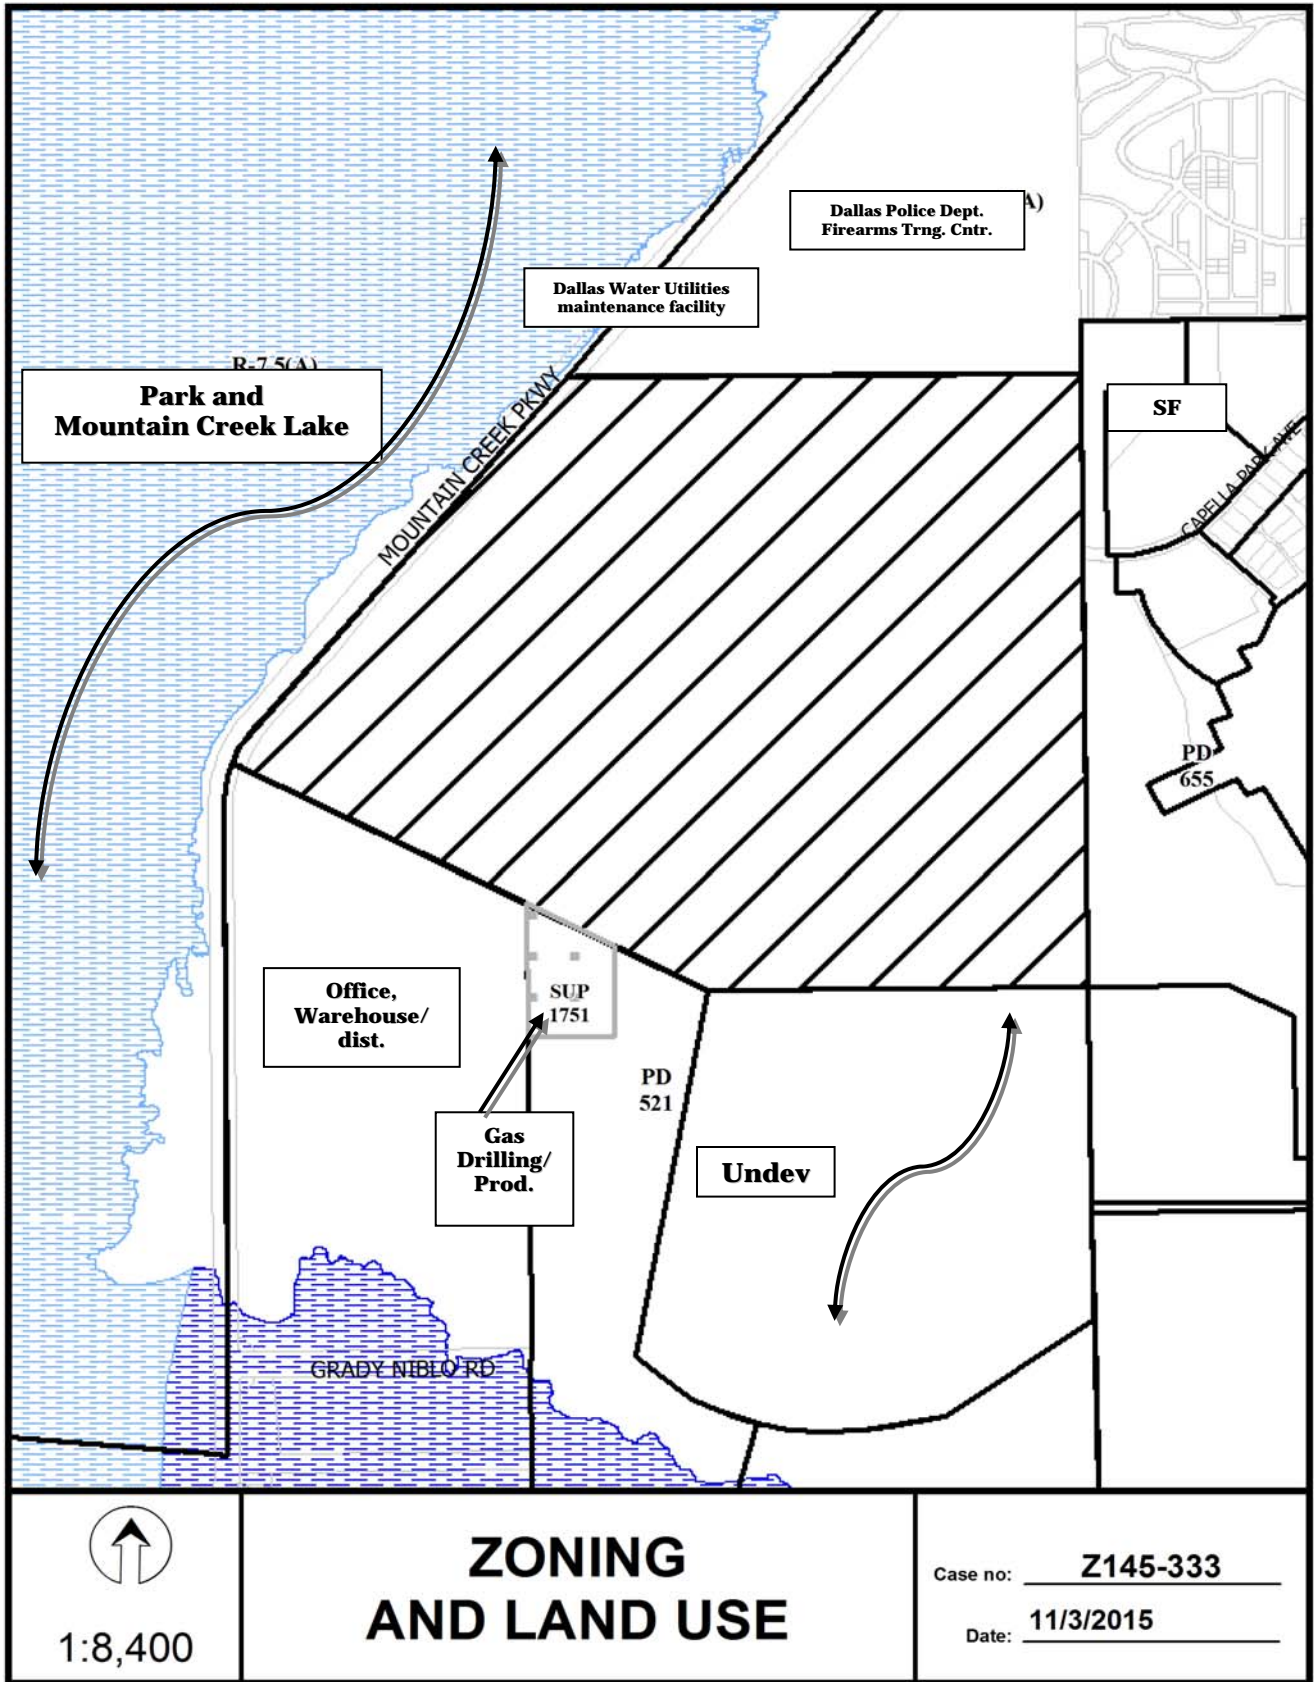 A)
Dallas Police Dept.
Firearms Trng. Cntr.
Dallas Water Utilities
maintenance facility
R-7.5(A)
Park and
Mountain Creek Lake
MOUNTAIN CREEK PKWY
SF
CAPELLA PARK AVE
PD
655
Office,
Warehouse/
dist.
SUP
1751
PD
521
Gas
Drilling/
Prod.
Undev
GRADY NIBLO RD
1:8,400
ZONING
AND LAND USE
Case no: Z145-333
Date: 11/3/2015